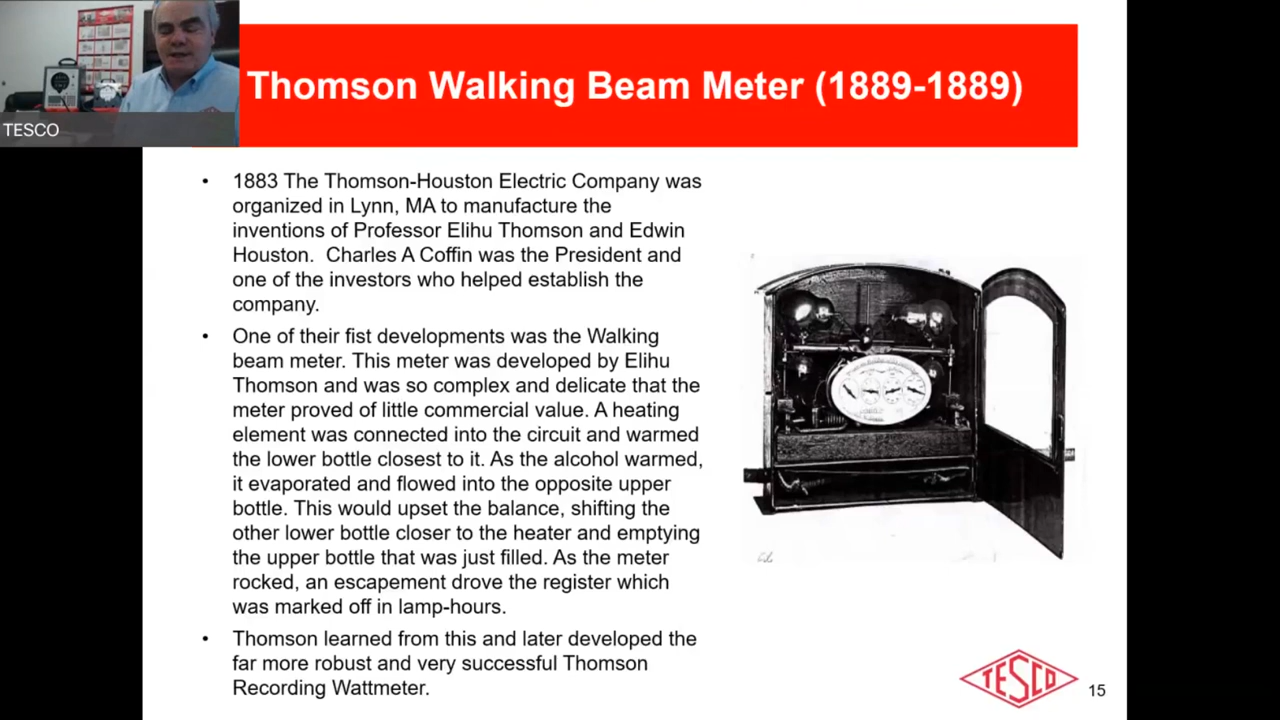 Thomson Walking Beam Meter (1889-1889)
TESCO
• 1883 The Thomson-Houston Electric Company was
organized in Lynn, MA to manufacture the
inventions of Professor Elihu Thomson and Edwin
Houston.  Charles A Coffin was the President and
one of the investors who helped establish the
company.
• One of their fist developments was the Walking
beam meter. This meter was developed by Elihu
Thomson and was so complex and delicate that the
meter proved of little commercial value. A heating
element was connected into the circuit and warmed
the lower bottle closest to it. As the alcohol warmed,
it evaporated and flowed into the opposite upper
bottle. This would upset the balance, shifting the
other lower bottle closer to the heater and emptying
the upper bottle that was just filled. As the meter
rocked, an escapement drove the register which
was marked off in lamp-hours.
• Thomson learned from this and later developed the
far more robust and very successful Thomson
Recording Wattmeter.
TESCO
15